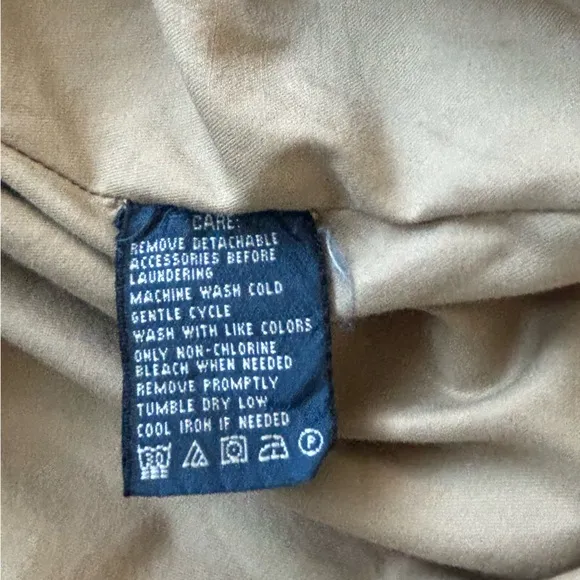 CARE:
REMOVE DETACHABLE
ACCESSORIES BEFORE
LAUNDERING
MACHINE WASH COLD
GENTLE CYCLE
WASH WITH LIKE COLORS
ONLY NON-CHLORINE
BLEACH WHEN NEEDED
REMOVE PROMPTLY
TUMBLE DRY LOW
COOL IRON IF NEEDED
30 P